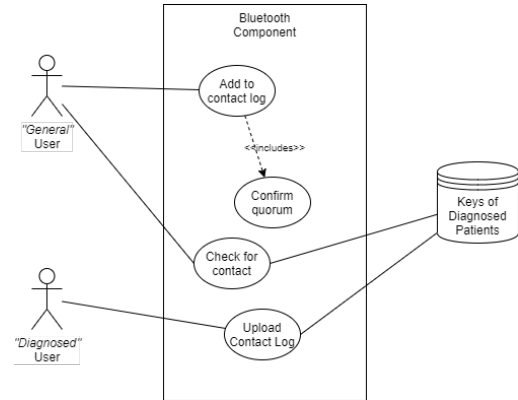 Bluetooth
Component
Add to
contact log
"General"
User
<<includes>>
Confirm
quorum
Keys of
Diagnosed
Patients
Check for
contact
Upload
Contact Log
"Diagnosed"
User